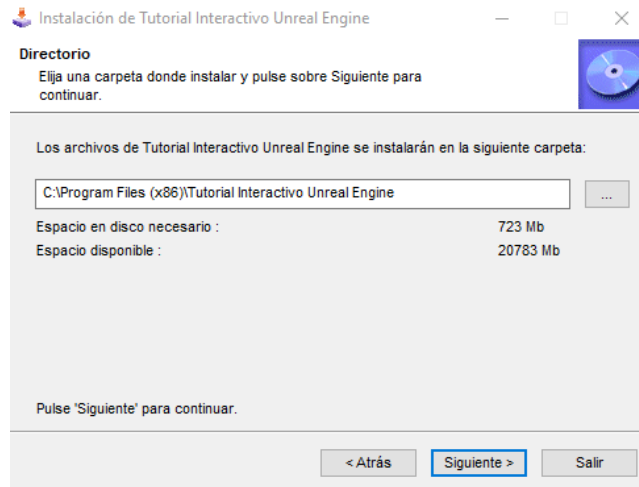 Instalación de Tutorial Interactivo Unreal Engine
Directorio
Elija una carpeta donde instalar y pulse sobre Siguiente para
continuar.
Los archivos de Tutorial Interactivo Unreal Engine se instalarán en la siguiente carpeta:
C:\Program Files (x86)\Tutorial Interactivo Unreal Engine
...
Espacio en disco necesario : 723 Mb
Espacio disponible : 20783 Mb
Pulse 'Siguiente' para continuar.
< Atrás Siguiente > Salir